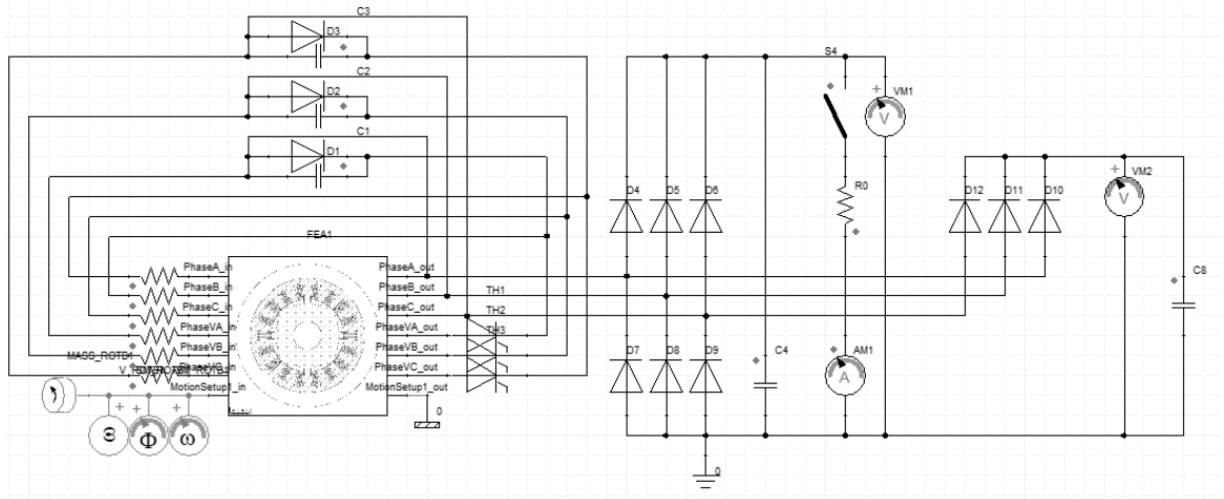 C3
D3
C2
D2
C1
D1
S4
VM1
V
D4 D5 D6
R0
D12 D11 D10
VM2
V
C8
FEA1
PhaseA_in PhaseA_out
PhaseB_in PhaseB_out
TH1
PhaseC_in PhaseC_out
TH2
PhaseVA_in PhaseVA_out
TH3
PhaseVB_in PhaseVB_out
MASS_ROTB1
PhaseVC_out
MotionSetup1_in MotionSetup1_out
D7 D8 D9
C4
AM1
A
0
Θ Φ ω
0